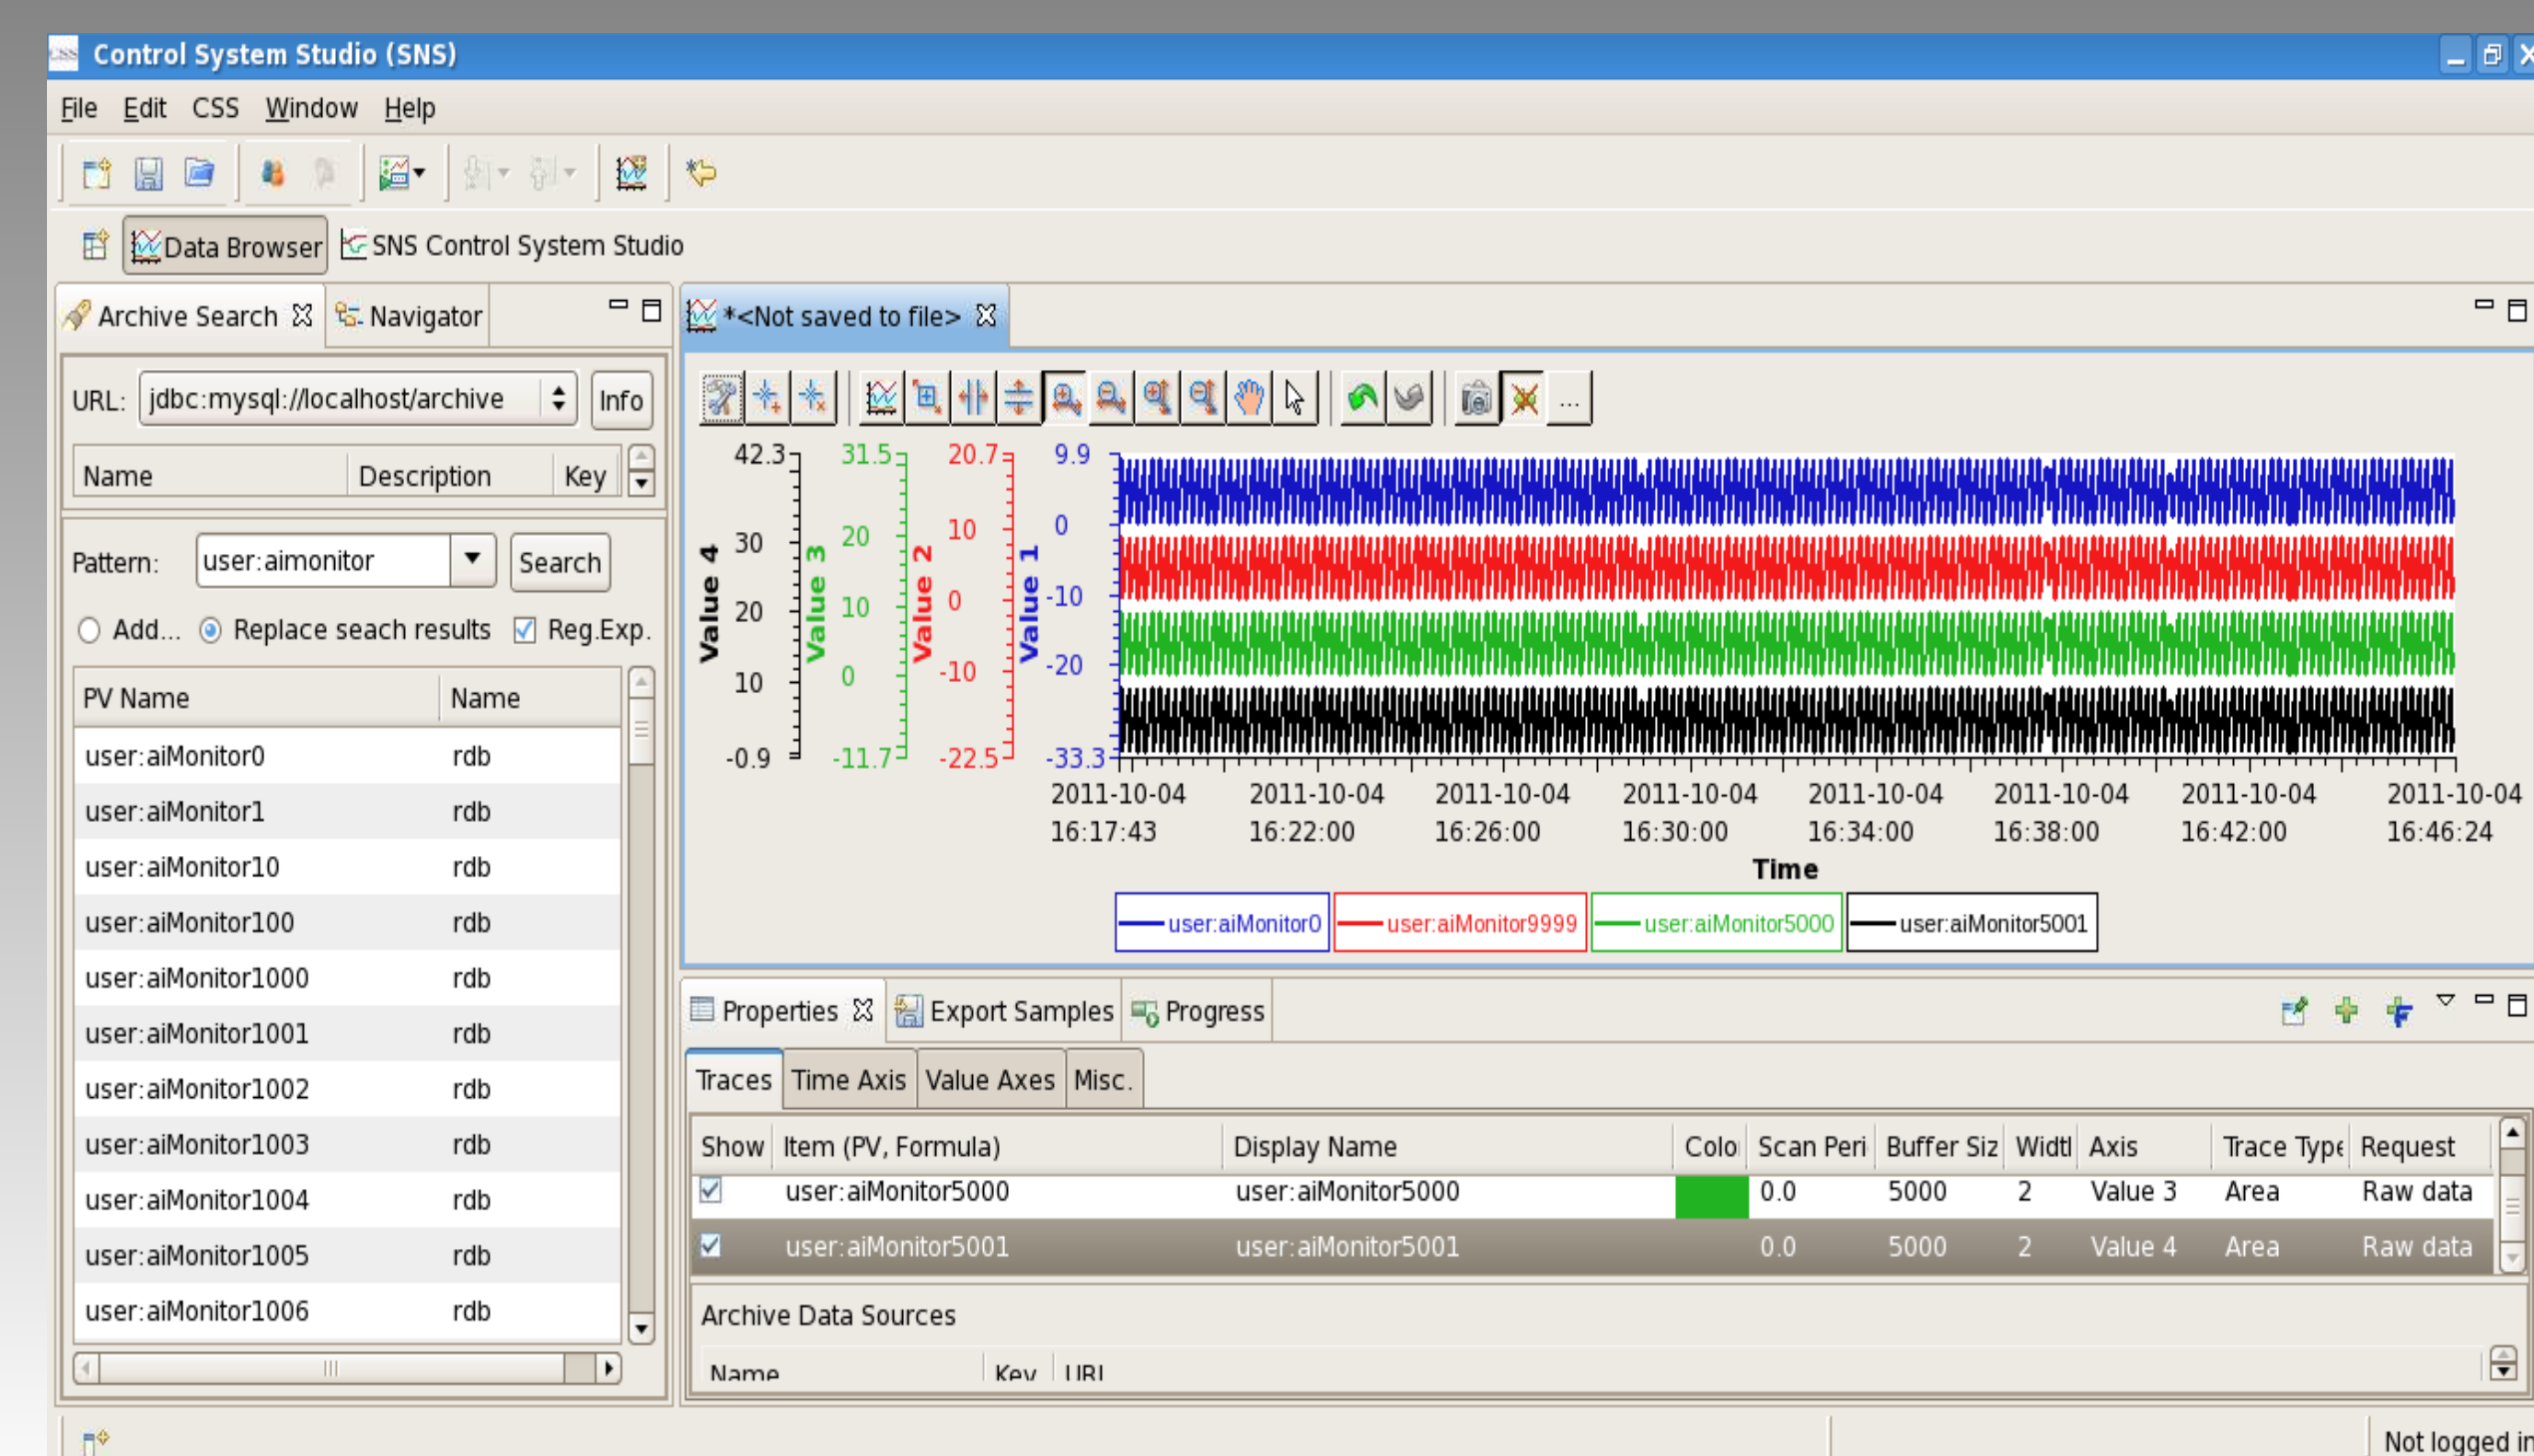 Control System Studio (SNS)
File Edit CSS Window Help
Data Browser SNS Control System Studio
Archive Search Navigator
URL: jdbc:mysql://localhost/archive Info
Name Description Key
Pattern: user:aimonitor Search
Add... Replace seach results Reg.Exp.
PV Name Name
user:aiMonitor0 rdb
user:aiMonitor1 rdb
user:aiMonitor10 rdb
user:aiMonitor100 rdb
user:aiMonitor1000 rdb
user:aiMonitor1001 rdb
user:aiMonitor1002 rdb
user:aiMonitor1003 rdb
user:aiMonitor1004 rdb
user:aiMonitor1005 rdb
user:aiMonitor1006 rdb
*<Not saved to file>
...
Value 4
42.3
30
20
10
-0.9
Value 3
31.5
20
10
0
-11.7
Value 2
20.7
10
0
-10
-22.5
Value 1
9.9
0
-10
-20
-33.3
2011-10-04 2011-10-04 2011-10-04 2011-10-04 2011-10-04 2011-10-04 2011-10-04 2011-10-04
16:17:43 16:22:00 16:26:00 16:30:00 16:34:00 16:38:00 16:42:00 16:46:24
Time
user:aiMonitor0 user:aiMonitor9999 user:aiMonitor5000 user:aiMonitor5001
Properties Export Samples Progress
Traces Time Axis Value Axes Misc.
Show Item (PV, Formula) Display Name Colo Scan Peri Buffer Siz Widtl Axis Trace Type Request
user:aiMonitor5000 user:aiMonitor5000 0.0 5000 2 Value 3 Area Raw data
user:aiMonitor5001 user:aiMonitor5001 0.0 5000 2 Value 4 Area Raw data
Archive Data Sources
Name Key URL
Not logged in